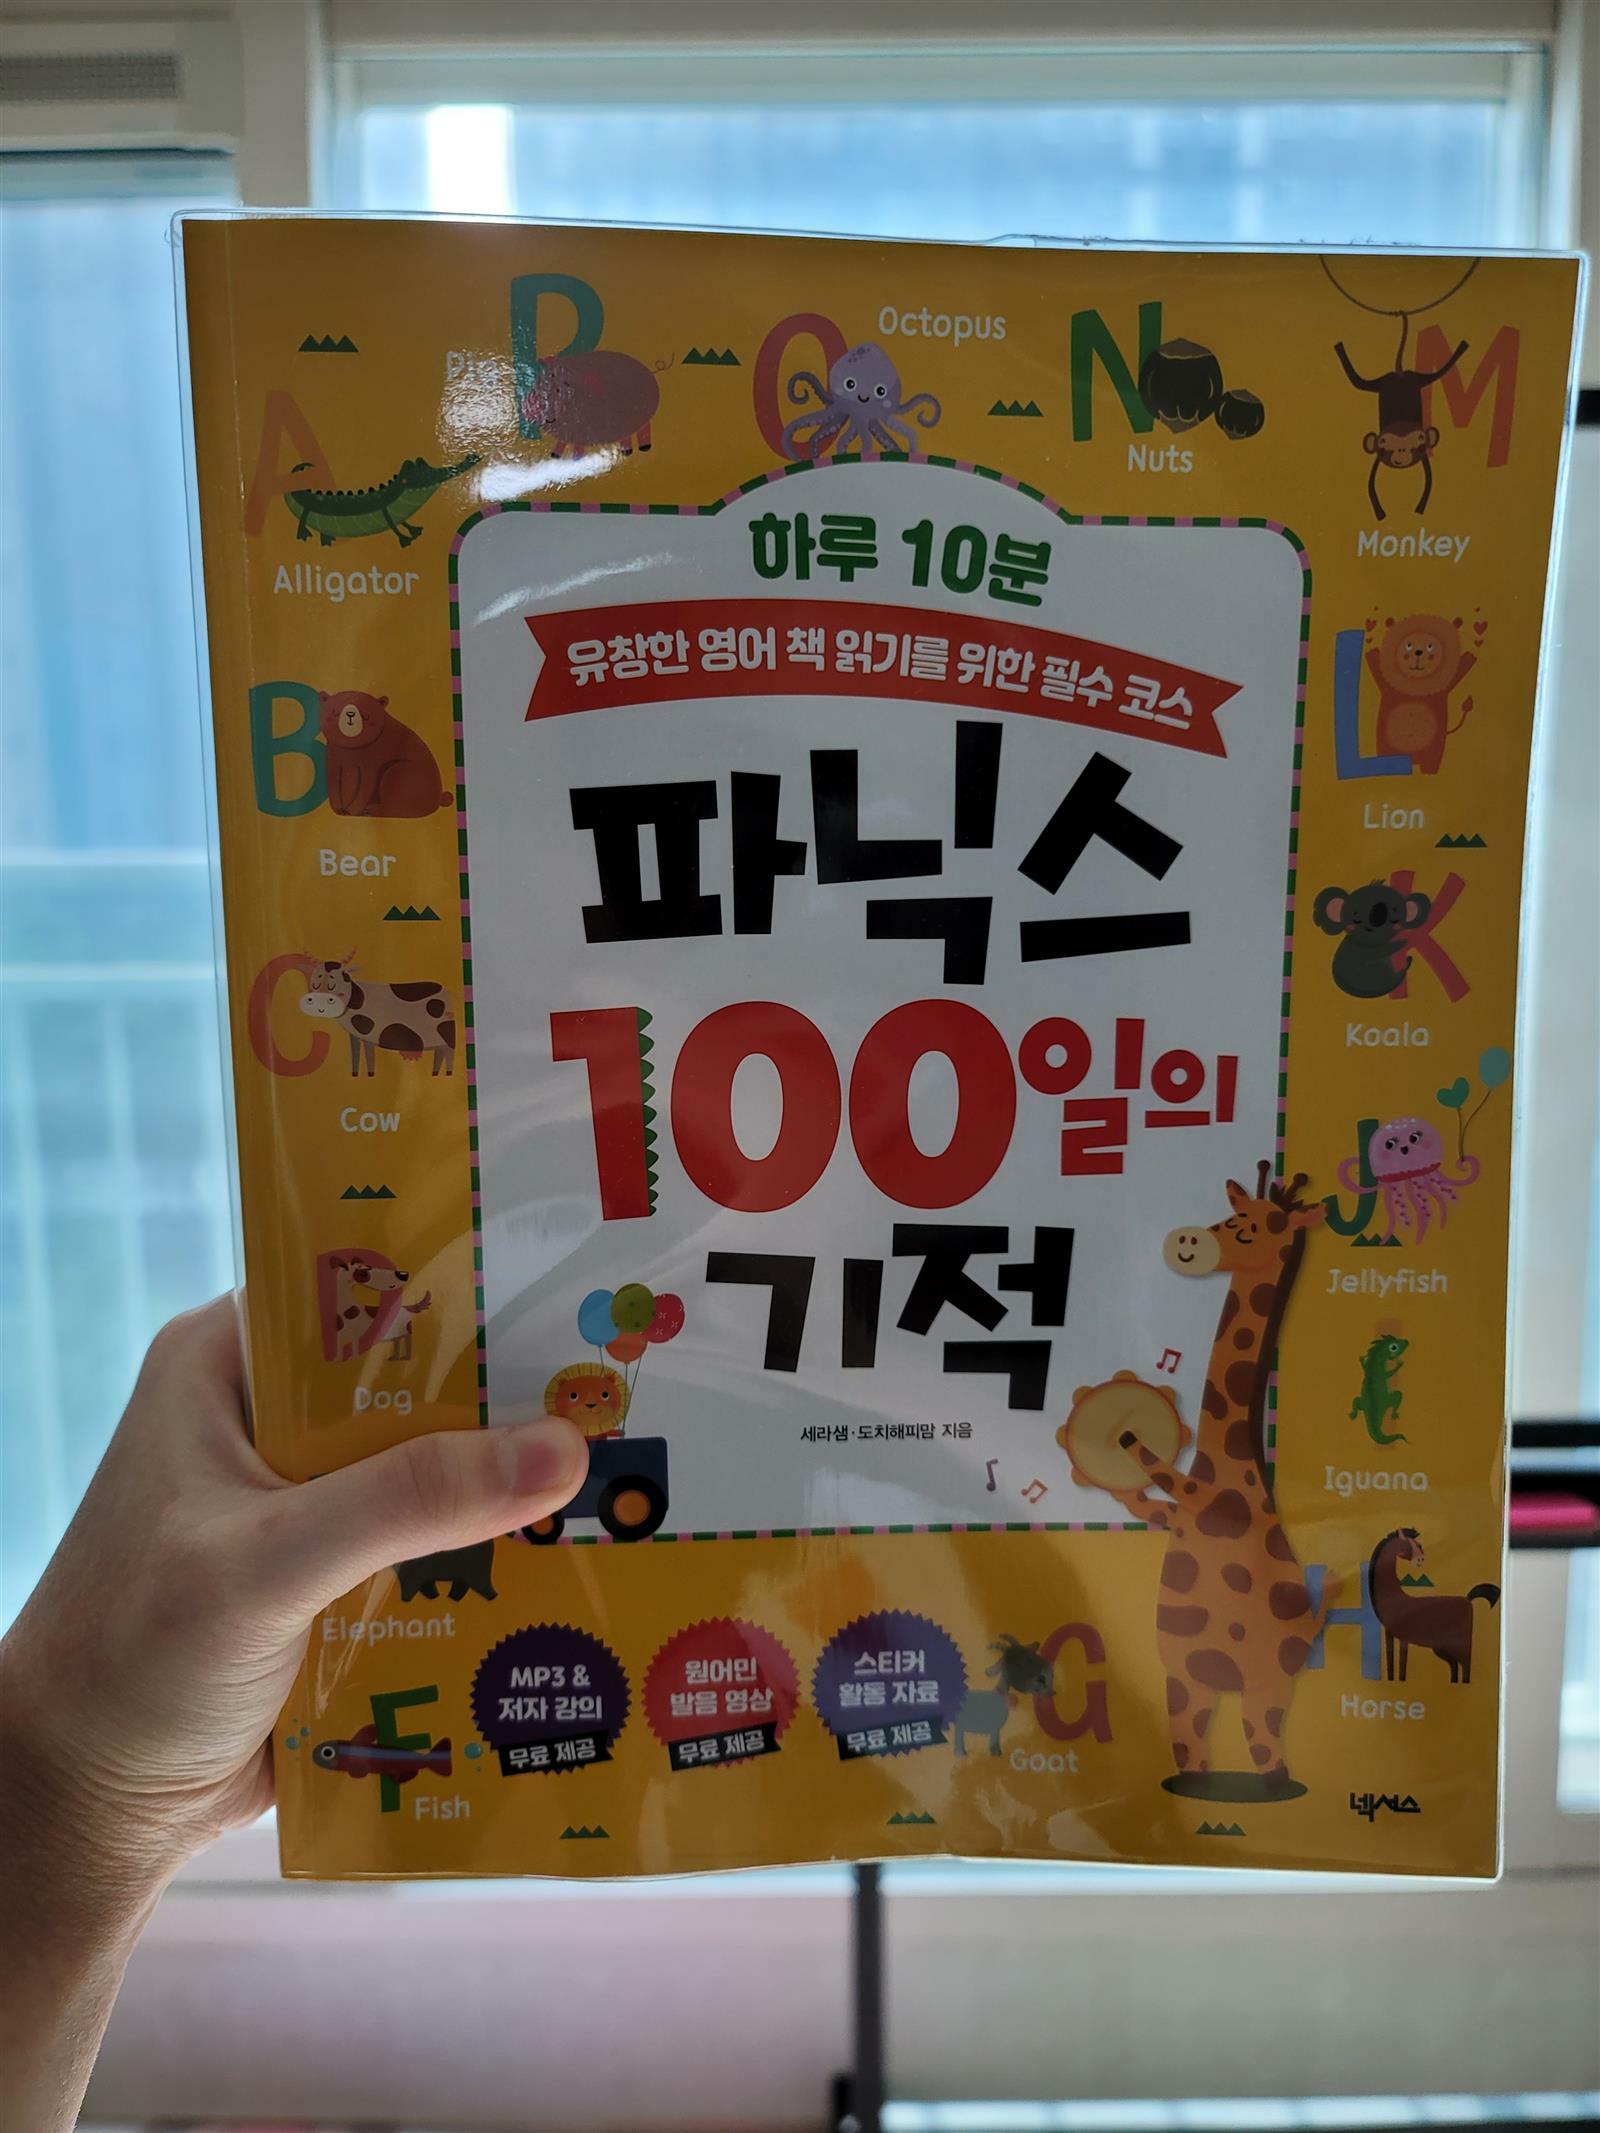 P
Pig
O
Octopus
N
Nuts
M
Monkey
A
Alligator
하루 10분
유창한 영어 책 읽기를 위한 필수 코스
파닉스
100일의
기적
세라샘·도치해피맘 지음
B
Bear
L
Lion
C
Cow
K
Koala
D
Dog
J
Jellyfish
Iguana
Elephant
H
Horse
F
Fish
MP3 &
저자 강의
무료 제공
원어민
발음 영상
무료 제공
스티커
활동 자료
무료 제공
G
Goat
넥서스